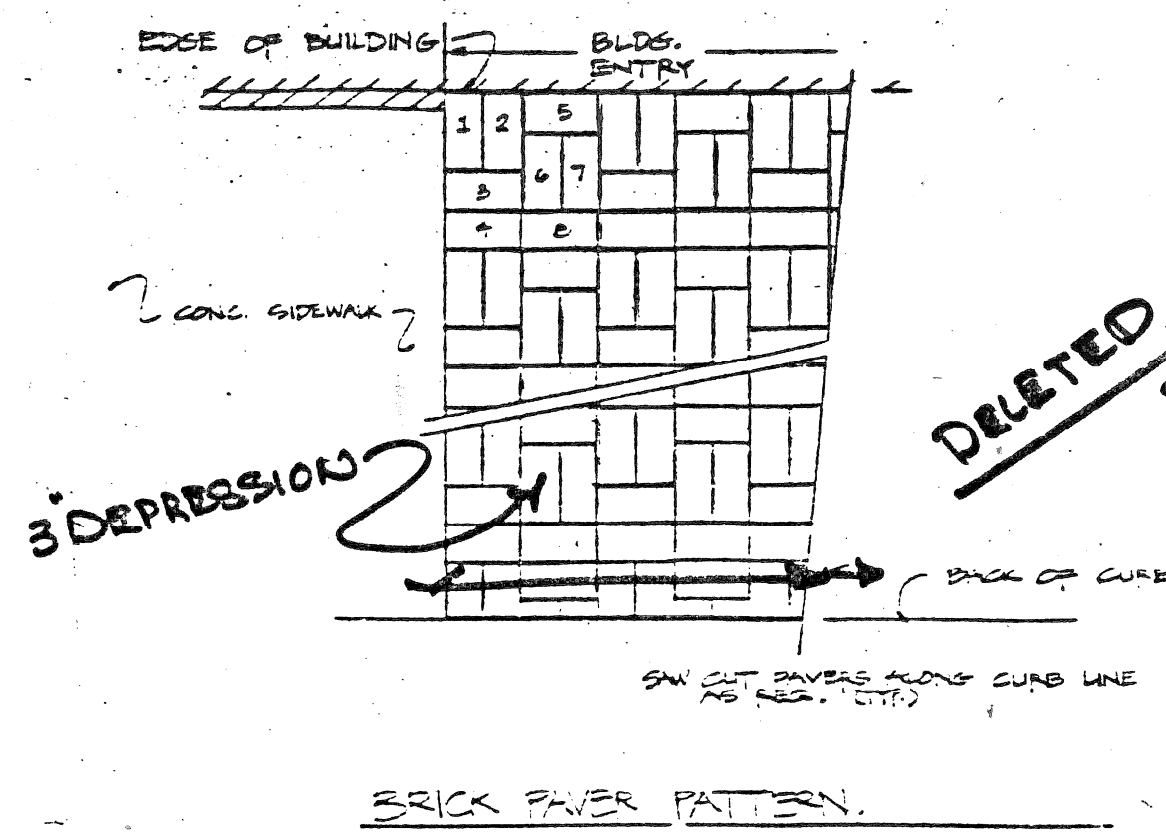 EDGE OF BUILDING
BLDG.
ENTRY
1 2 5
6 7
3
4 8
CONC. SIDEWALK
DELETED
3" DEPRESSION
BACK OF CURB
SAW CUT PAVERS ALONG CURB LINE
AS REQ. (TYP.)
BRICK PAVER PATTERN.